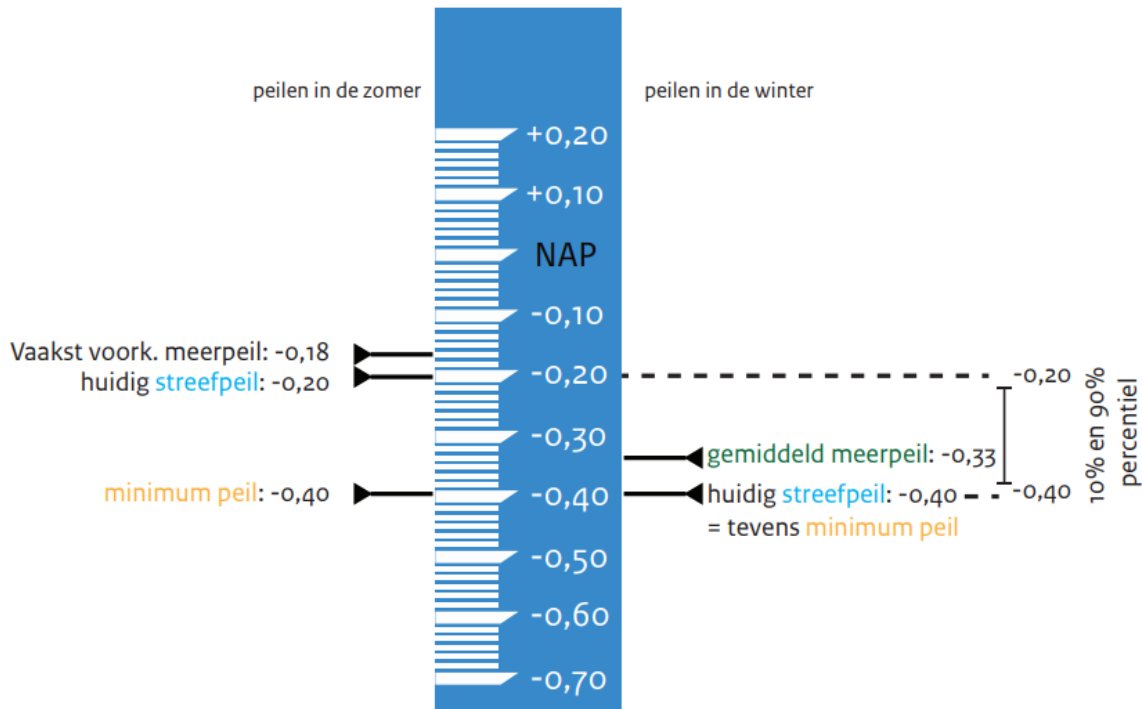 peilen in de zomer
peilen in de winter
+0,20
+0,10
NAP
-0,10
-0,20
-0,30
-0,40
-0,50
-0,60
-0,70
Vaakst voork. meerpeil: -0,18
huidig streefpeil: -0,20
minimum peil: -0,40
-0,20
gemiddeld meerpeil: -0,33
huidig streefpeil: -0,40
= tevens minimum peil
-0,40
10% en 90%
percentiel